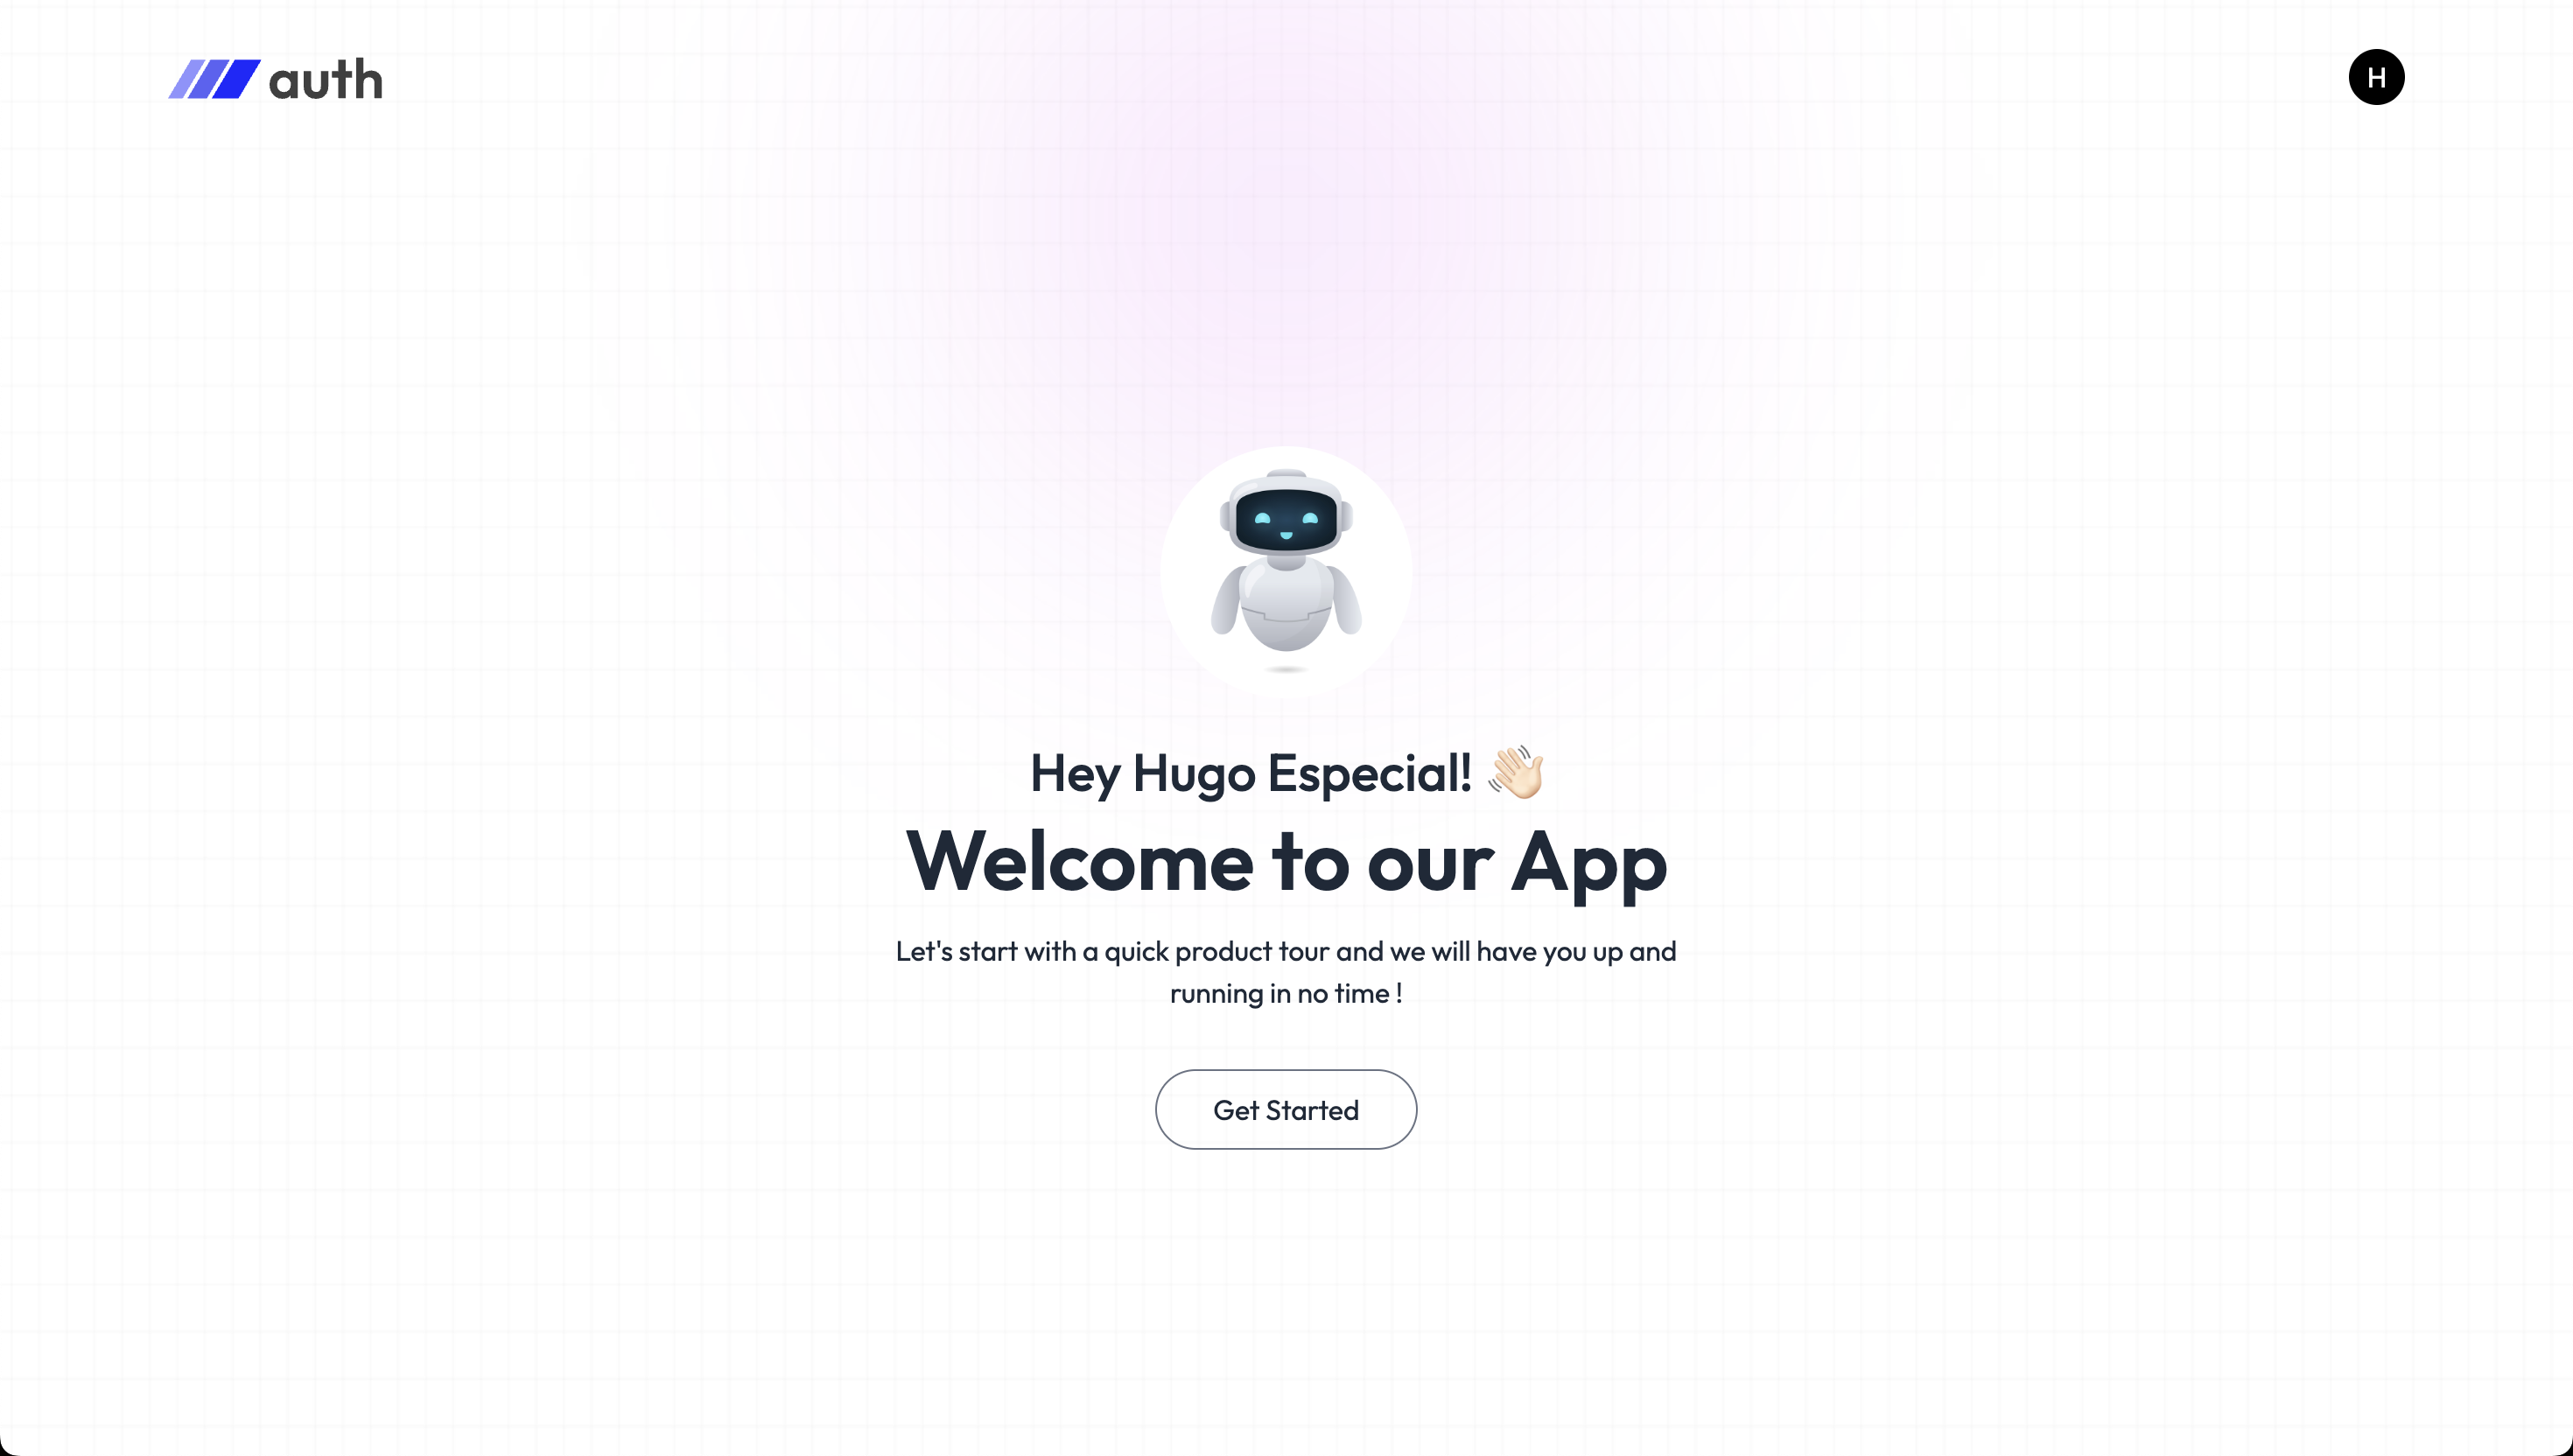 auth
H
Hey Hugo Especial! 👋🏻
Welcome to our App
Let's start with a quick product tour and we will have you up and
running in no time !
Get Started